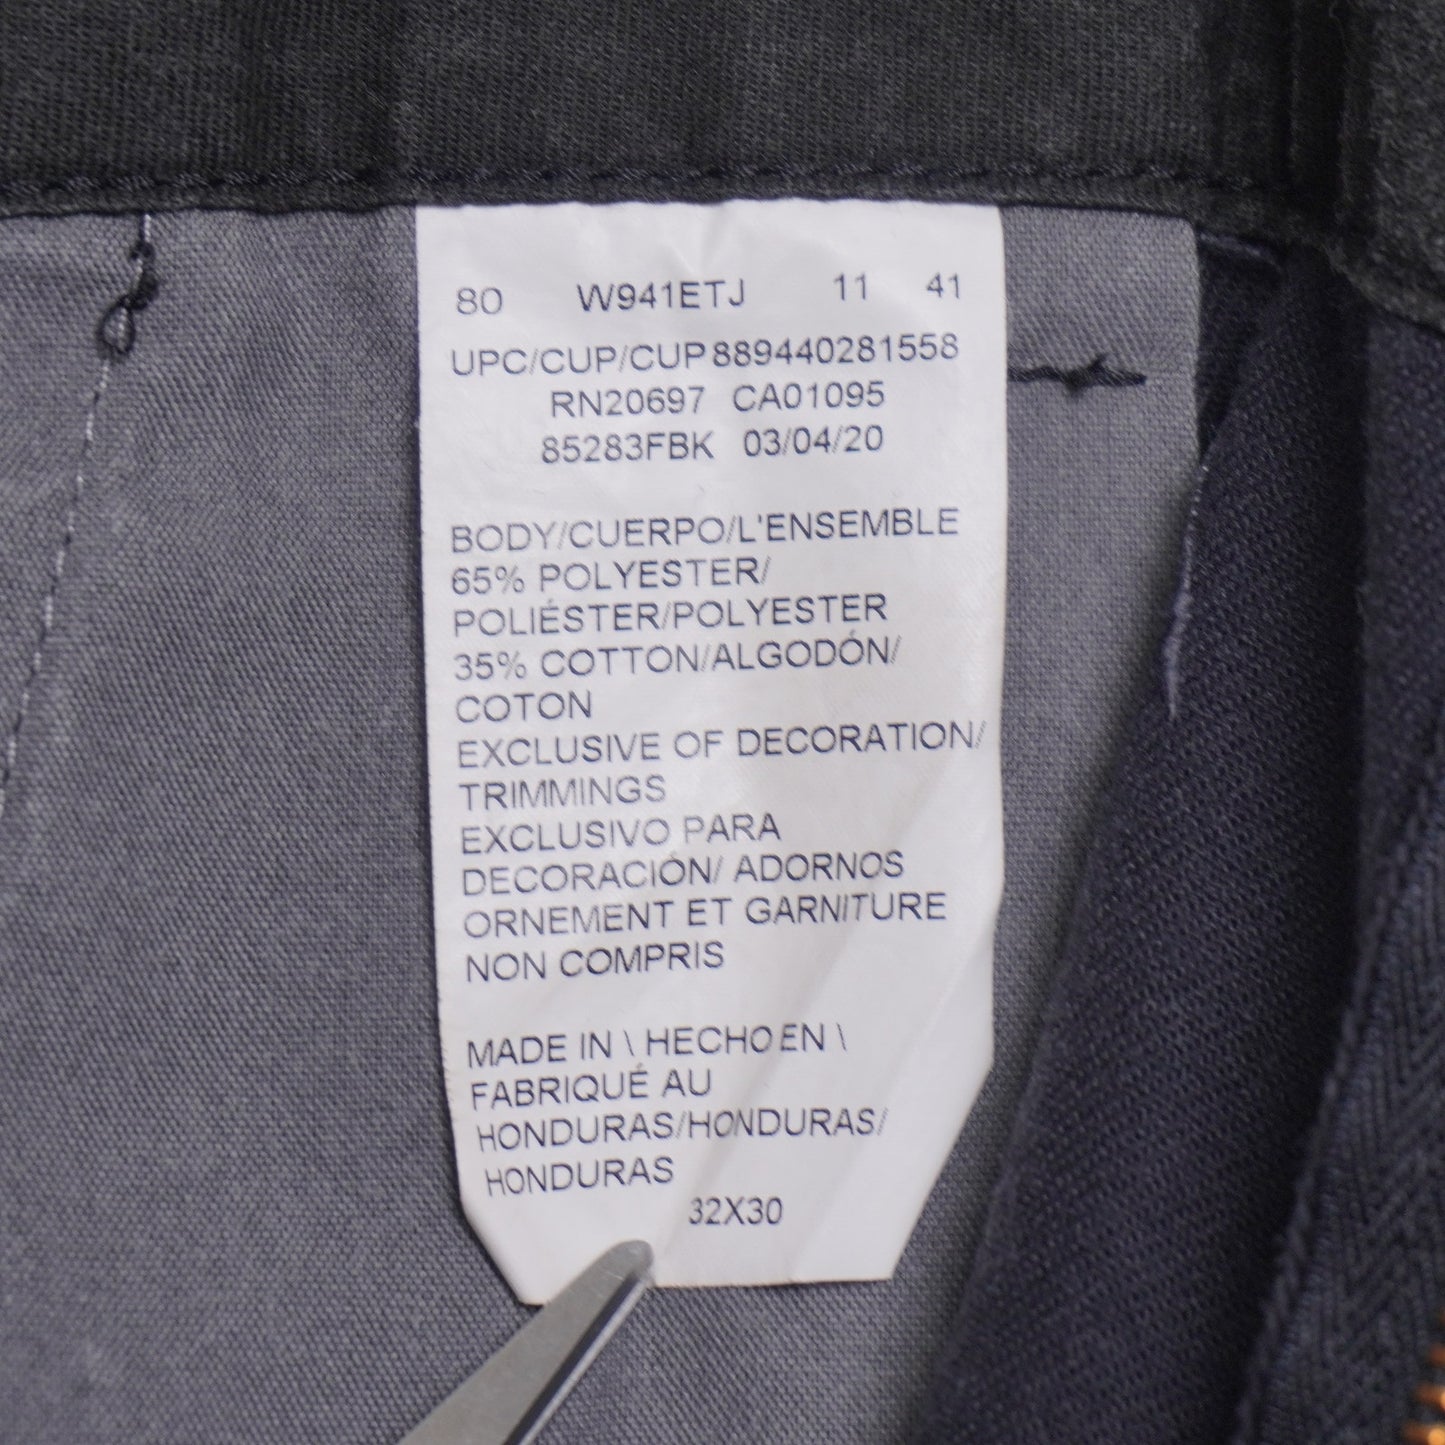 80 W941ETJ 11 41
UPC/CUP/CUP889440281558
RN20697 CA01095
85283FBK 03/04/20
BODY/CUERPO/L'ENSEMBLE
65% POLYESTER/
POLIÉSTER/POLYESTER
35% COTTON/ALGODÓN/
COTON
EXCLUSIVE OF DECORATION/
TRIMMINGS
EXCLUSIVO PARA
DECORACIÓN/ ADORNOS
ORNEMENT ET GARNITURE
NON COMPRIS
MADE IN \ HECHO EN \
FABRIQUÉ AU
HONDURAS/HONDURAS/
HONDURAS
32X30